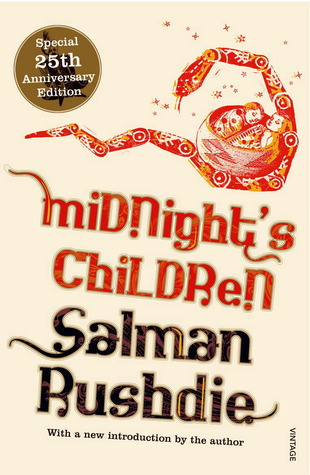 Special
25th
Anniversary
Edition
miDNight's
ChiLDReN
Salman
Rushdie
With a new introduction by the author
VINTAGE